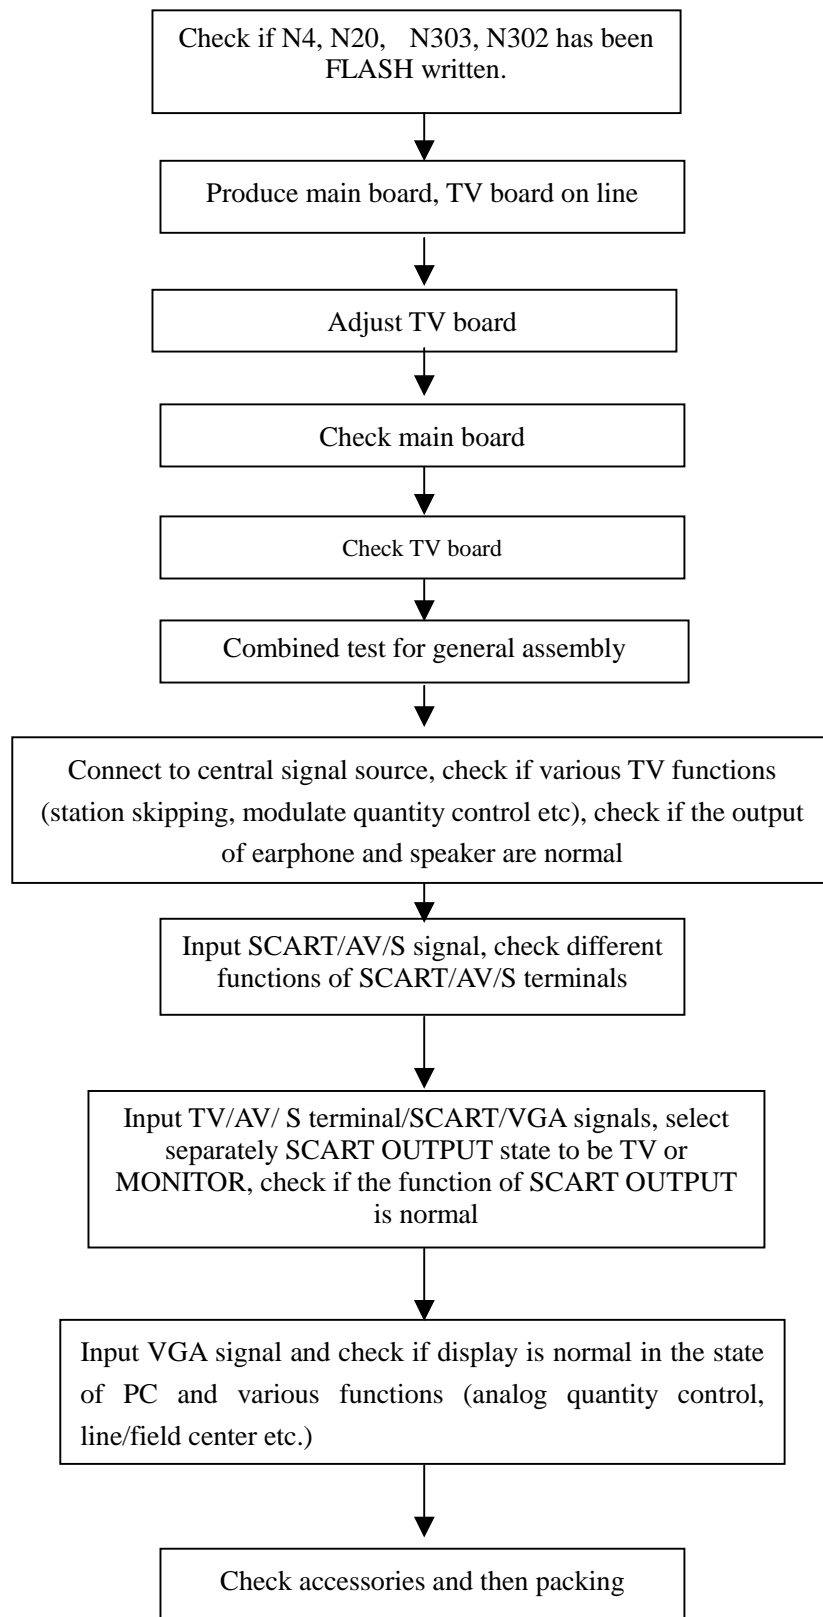 Check if N4, N20, N303, N302 has been
FLASH written.
Produce main board, TV board on line
Adjust TV board
Check main board
Check TV board
Combined test for general assembly
Connect to central signal source, check if various TV functions
(station skipping, modulate quantity control etc), check if the output
of earphone and speaker are normal
Input SCART/AV/S signal, check different
functions of SCART/AV/S terminals
Input TV/AV/ S terminal/SCART/VGA signals, select
separately SCART OUTPUT state to be TV or
MONITOR, check if the function of SCART OUTPUT
is normal
Input VGA signal and check if display is normal in the state
of PC and various functions (analog quantity control,
line/field center etc.)
Check accessories and then packing